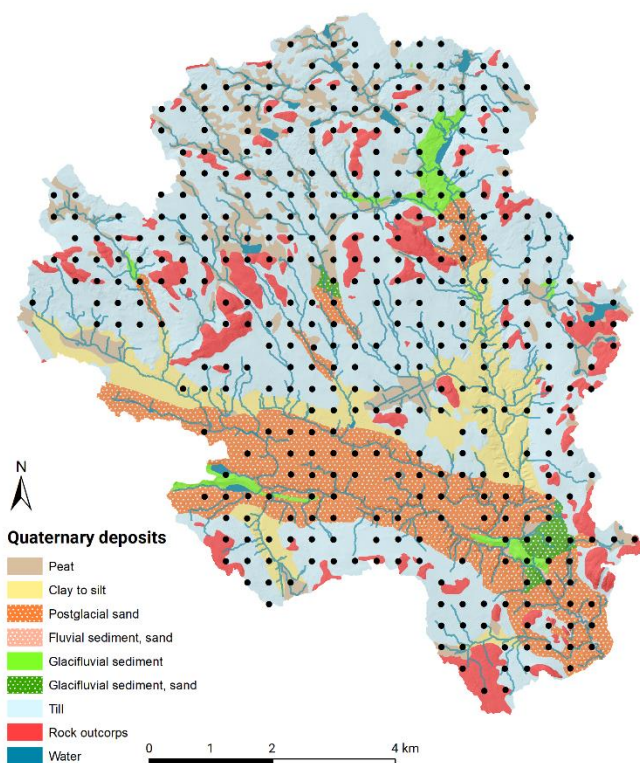 N
Quaternary deposits
Peat
Clay to silt
Postglacial sand
Fluvial sediment, sand
Glacifluvial sediment
Glacifluvial sediment, sand
Till
Rock outcorps
Water
0 1 2 4 km